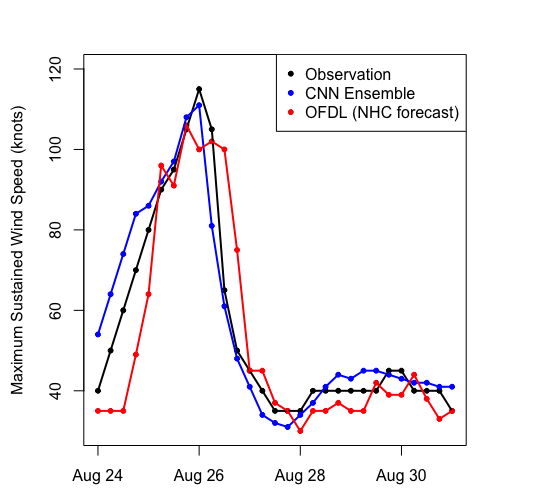 Maximum Sustained Wind Speed (knots)
120
100
80
60
40
Observation
CNN Ensemble
OFDL (NHC forecast)
Aug 24
Aug 26
Aug 28
Aug 30